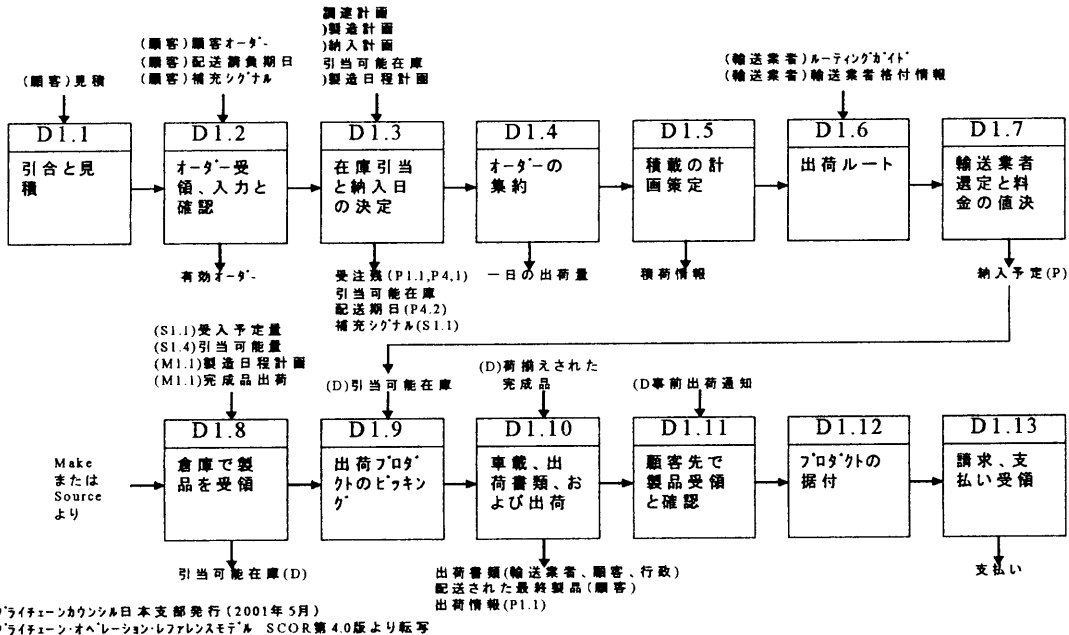 (顧客)見積
(顧客)顧客オーダー
(顧客)配送請負期日
(顧客)補充シグナル
調達計画
)製造計画
)納入計画
引当可能在庫
)製造日程計画
(輸送業者)ルーティングガイド
(輸送業者)輸送業者格付情報
D1.1
引合と見
積
D1.2
オーダー受
領、入力と
確認
D1.3
在庫引当
と納入日
の決定
D1.4
オーダーの
集約
D1.5
積載の計
画策定
D1.6
出荷ルート
D1.7
輸送業者
選定と料
金の値決
有効オーダー
受注残(P1.1,P4,1)
引当可能在庫
配送期日(P4.2)
補充シグナル(S1.1)
一日の出荷量
積荷情報
納入予定(P)
(S1.1)受入予定量
(S1.4)引当可能量
(M1.1)製造日程計画
(M1.1)完成品出荷
(D)引当可能在庫
(D)荷揃えされた
完成品
(D事前出荷通知
Make
または
Source
より
D1.8
倉庫で製
品を受領
D1.9
出荷プロダ
クトのピッキン
グ
D1.10
車載、出
荷書類、お
よび出荷
D1.11
顧客先で
製品受領
と確認
D1.12
プロダクトの
据付
D1.13
請求、支
払い受領
引当可能在庫(D)
出荷書類(輸送業者、顧客、行政)
配送された最終製品(顧客)
出荷情報(P1.1)
支払い
プライチェーンカウンシル日本支部発行(2001年5月)
プライチェーン・オペレーション・レファレンスモデル SCOR第4.0版より転写